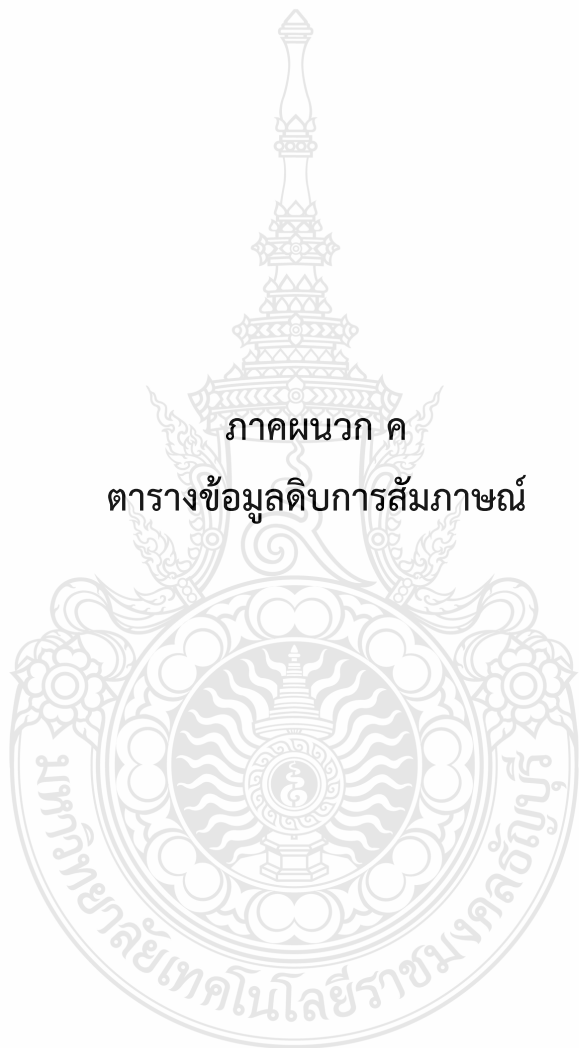 ภาคผนวก ค
ตารางข้อมูลดิบการสัมภาษณ์
มหาวิทยาลัยเทคโนโลยีราชมงคลธัญบุรี